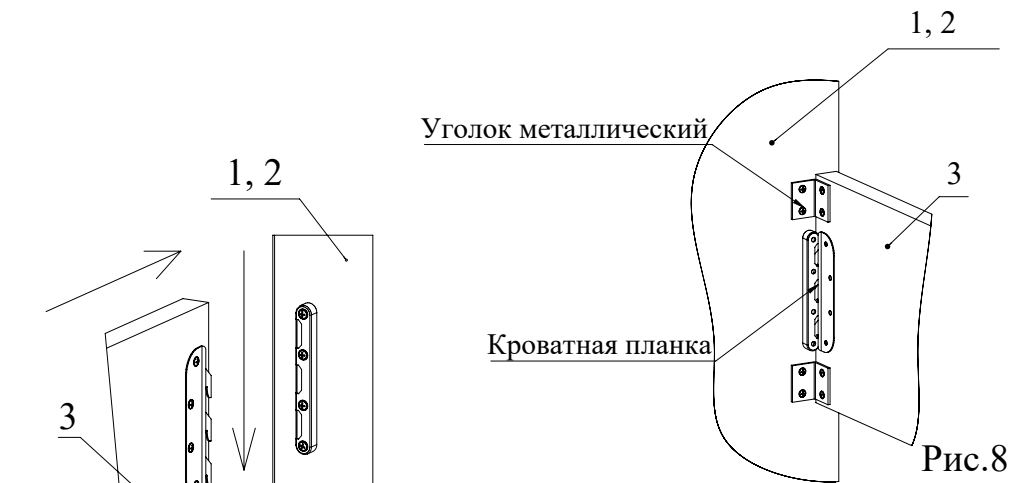 1, 2
Уголок металлический
1, 2
3
Кроватная планка
3
Рис.8